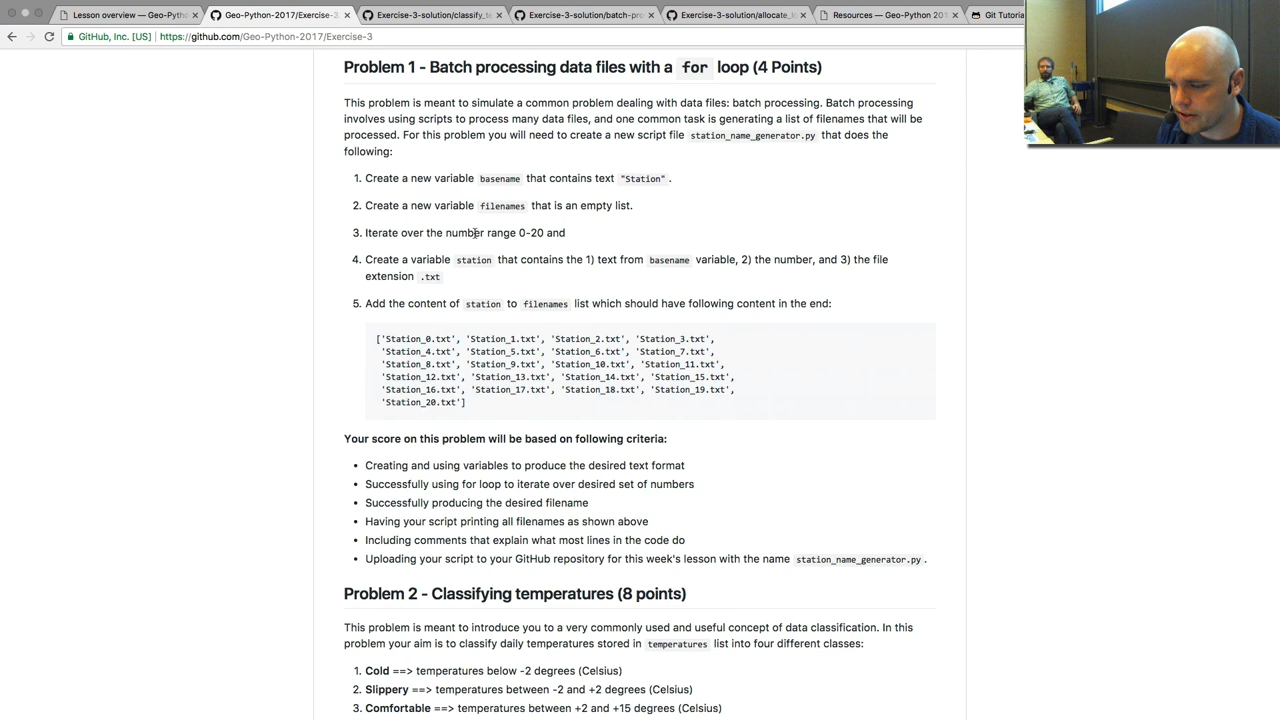 Lesson overview — Geo-Python
Geo-Python-2017/Exercise-3
Exercise-3-solution/classify_te
Exercise-3-solution/batch-pro
Exercise-3-solution/allocate_lo
Resources — Geo Python 201
Git Tutoria
GitHub, Inc. [US] https://github.com/Geo-Python-2017/Exercise-3
Problem 1 - Batch processing data files with a for loop (4 Points)
This problem is meant to simulate a common problem dealing with data files: batch processing. Batch processing
involves using scripts to process many data files, and one common task is generating a list of filenames that will be
processed. For this problem you will need to create a new script file station_name_generator.py that does the
following:
1. Create a new variable basename that contains text "Station".
2. Create a new variable filenames that is an empty list.
3. Iterate over the number range 0-20 and
4. Create a variable station that contains the 1) text from basename variable, 2) the number, and 3) the file
extension .txt
5. Add the content of station to filenames list which should have following content in the end:
['Station_0.txt', 'Station_1.txt', 'Station_2.txt', 'Station_3.txt',
'Station_4.txt', 'Station_5.txt', 'Station_6.txt', 'Station_7.txt',
'Station_8.txt', 'Station_9.txt', 'Station_10.txt', 'Station_11.txt',
'Station_12.txt', 'Station_13.txt', 'Station_14.txt', 'Station_15.txt',
'Station_16.txt', 'Station_17.txt', 'Station_18.txt', 'Station_19.txt',
'Station_20.txt']
Your score on this problem will be based on following criteria:
• Creating and using variables to produce the desired text format
• Successfully using for loop to iterate over desired set of numbers
• Successfully producing the desired filename
• Having your script printing all filenames as shown above
• Including comments that explain what most lines in the code do
• Uploading your script to your GitHub repository for this week's lesson with the name station_name_generator.py.
Problem 2 - Classifying temperatures (8 points)
This problem is meant to introduce you to a very commonly used and useful concept of data classification. In this
problem your aim is to classify daily temperatures stored in temperatures list into four different classes:
1. Cold ==> temperatures below -2 degrees (Celsius)
2. Slippery ==> temperatures between -2 and +2 degrees (Celsius)
3. Comfortable ==> temperatures between +2 and +15 degrees (Celsius)